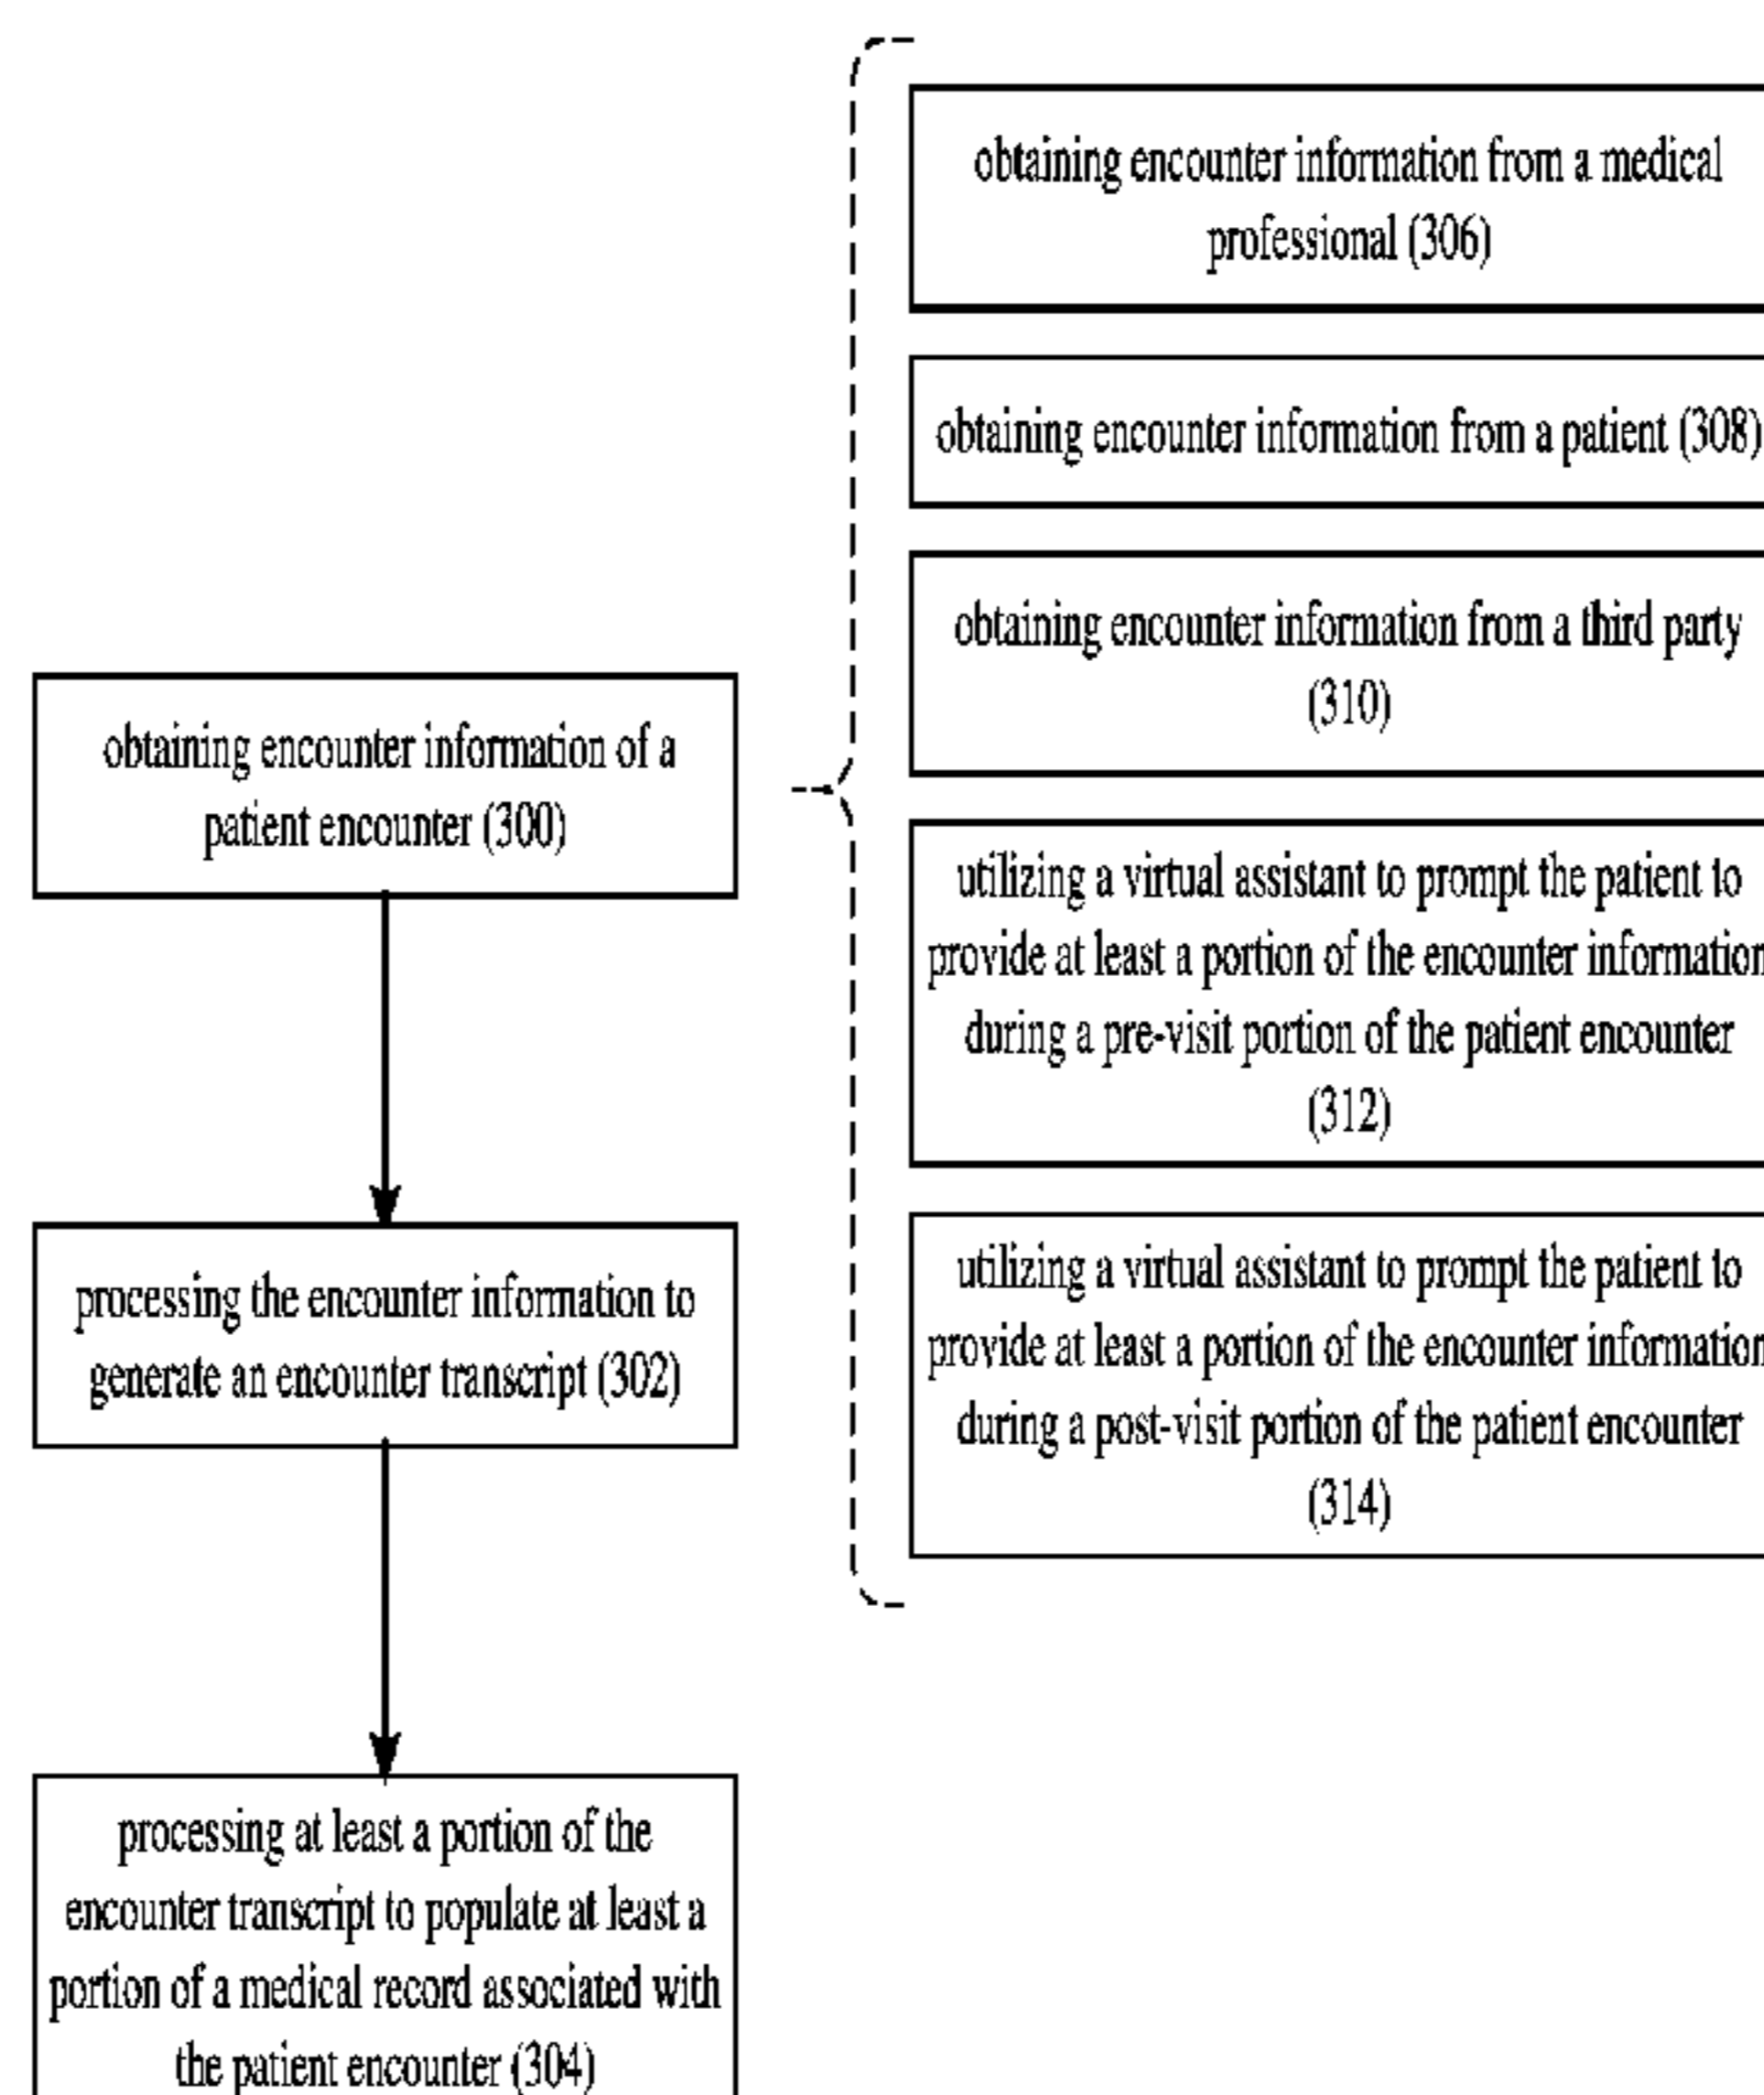 obtaining encounter information of a
patient encounter (300)
processing the encounter information to
generate an encounter transcript (302)
processing at least a portion of the
encounter transcript to populate at least a
portion of a medical record associated with
the patient encounter (304)
obtaining encounter information from a medical
professional (306)
obtaining encounter information from a patient (308)
obtaining encounter information from a third party
(310)
utilizing a virtual assistant to prompt the patient to
provide at least a portion of the encounter information
during a pre-visit portion of the patient encounter
(312)
utilizing a virtual assistant to prompt the patient to
provide at least a portion of the encounter information
during a post-visit portion of the patient encounter
(314)